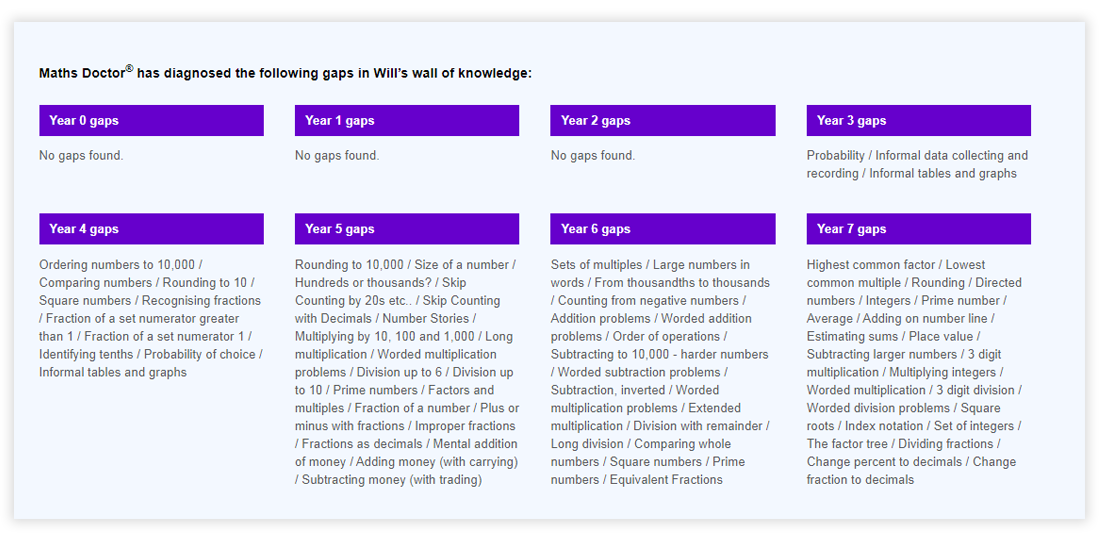 Maths Doctor® has diagnosed the following gaps in Will's wall of knowledge:
Year 0 gaps
No gaps found.
Year 1 gaps
No gaps found.
Year 2 gaps
No gaps found.
Year 3 gaps
Probability / Informal data collecting and
recording / Informal tables and graphs
Year 4 gaps
Ordering numbers to 10,000 /
Comparing numbers / Rounding to 10 /
Square numbers / Recognising fractions
/ Fraction of a set numerator greater
than 1 / Fraction of a set numerator 1 /
Identifying tenths / Probability of choice /
Informal tables and graphs
Year 5 gaps
Rounding to 10,000 / Size of a number /
Hundreds or thousands? / Skip
Counting by 20s etc.. / Skip Counting
with Decimals / Number Stories /
Multiplying by 10, 100 and 1,000 / Long
multiplication / Worded multiplication
problems / Division up to 6 / Division up
to 10 / Prime numbers / Factors and
multiples / Fraction of a number / Plus or
minus with fractions / Improper fractions
/ Fractions as decimals / Mental addition
of money / Adding money (with carrying)
/ Subtracting money (with trading)
Year 6 gaps
Sets of multiples / Large numbers in
words / From thousandths to thousands
/ Counting from negative numbers /
Addition problems / Worded addition
problems / Order of operations /
Subtracting to 10,000 - harder numbers
/ Worded subtraction problems /
Subtraction, inverted / Worded
multiplication problems / Extended
multiplication / Division with remainder /
Long division / Comparing whole
numbers / Square numbers / Prime
numbers / Equivalent Fractions
Year 7 gaps
Highest common factor / Lowest
common multiple / Rounding / Directed
numbers / Integers / Prime number /
Average / Adding on number line /
Estimating sums / Place value /
Subtracting larger numbers / 3 digit
multiplication / Multiplying integers /
Worded multiplication / 3 digit division /
Worded division problems / Square
roots / Index notation / Set of integers /
The factor tree / Dividing fractions /
Change percent to decimals / Change
fraction to decimals